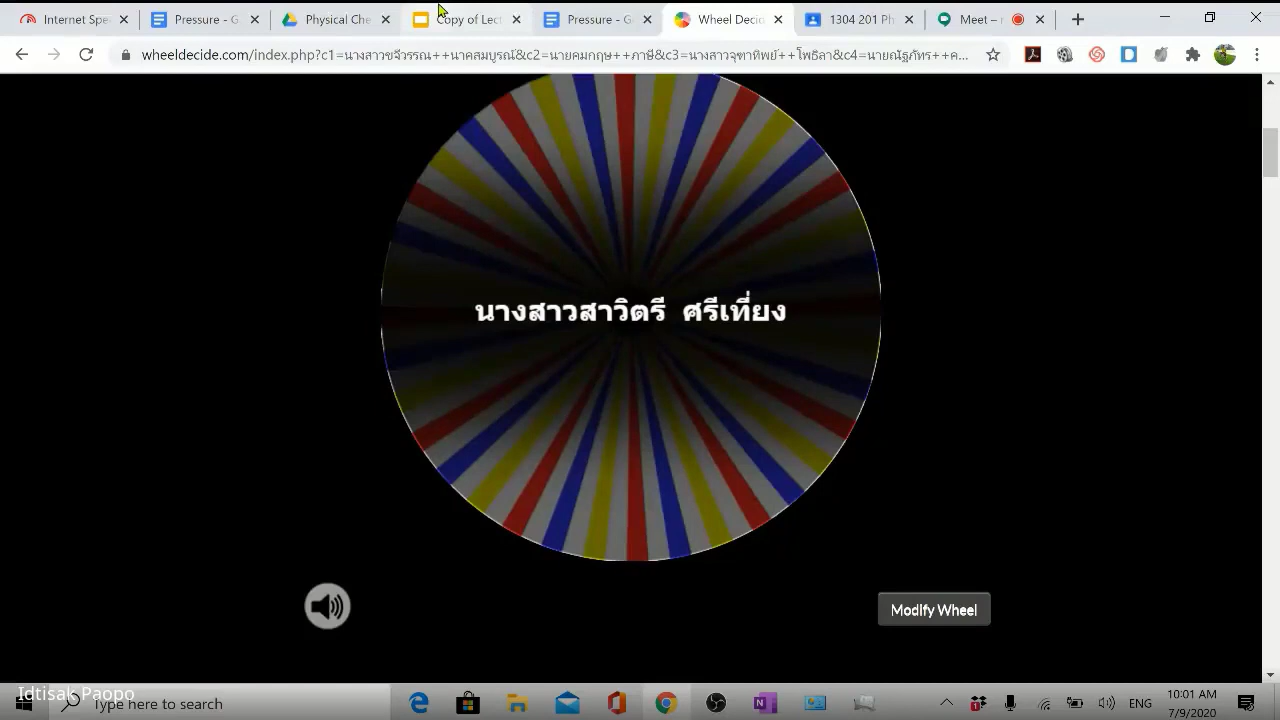 Internet Spe
Pressure - G
Physical Che
Copy of Lect
Pressure - G
Wheel Decid
1304301 Ph
Meet –
wheeldecide.com/index.php?c1=นางสาวขจีวรรณ++นาคสมบูรณ์&c2=นายคมกฤษ++ภาษี&c3=นางสาวจุฑาทิพย์++โพธิลา&c4=นายณัฐภัทร++ค...
นางสาวสาวิตรี ศรีเที่ยง
Modify Wheel
Idtisak Paopo
Type here to search
ENG
10:01 AM
7/9/2020